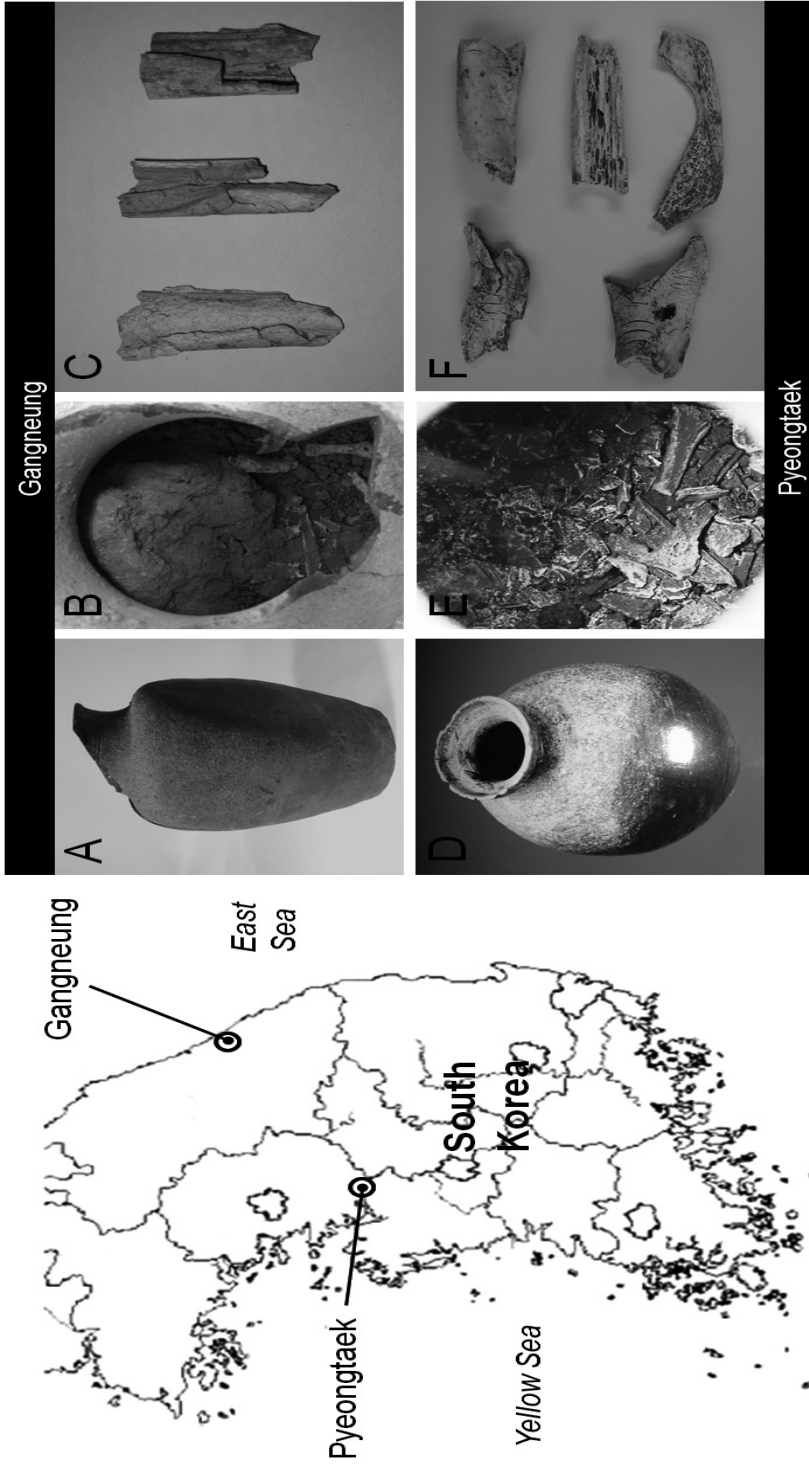 Gangneung
East
Sea
South
Korea
Pyeongtaek
Yellow Sea
Gangneung
A
B
C
D
E
F
Pyeongtaek